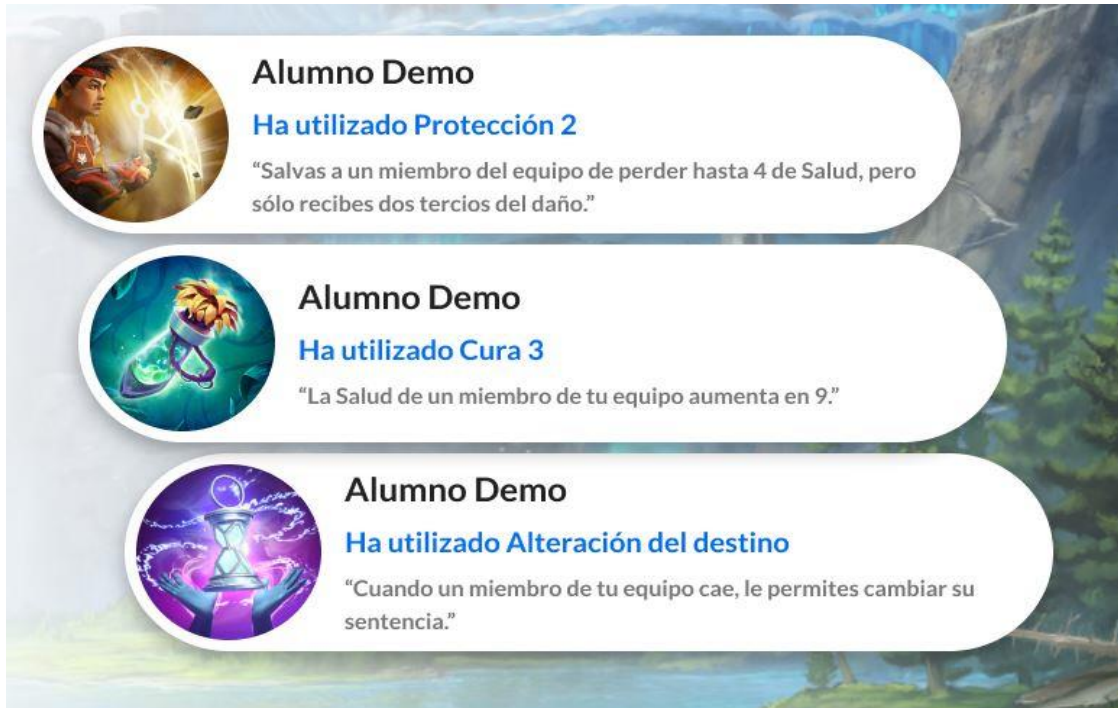 Alumno Demo
Ha utilizado Protección 2
“Salvas a un miembro del equipo de perder hasta 4 de Salud, pero
sólo recibes dos tercios del daño.”
Alumno Demo
Ha utilizado Cura 3
“La Salud de un miembro de tu equipo aumenta en 9.”
Alumno Demo
Ha utilizado Alteración del destino
“Cuando un miembro de tu equipo cae, le permites cambiar su
sentencia.”